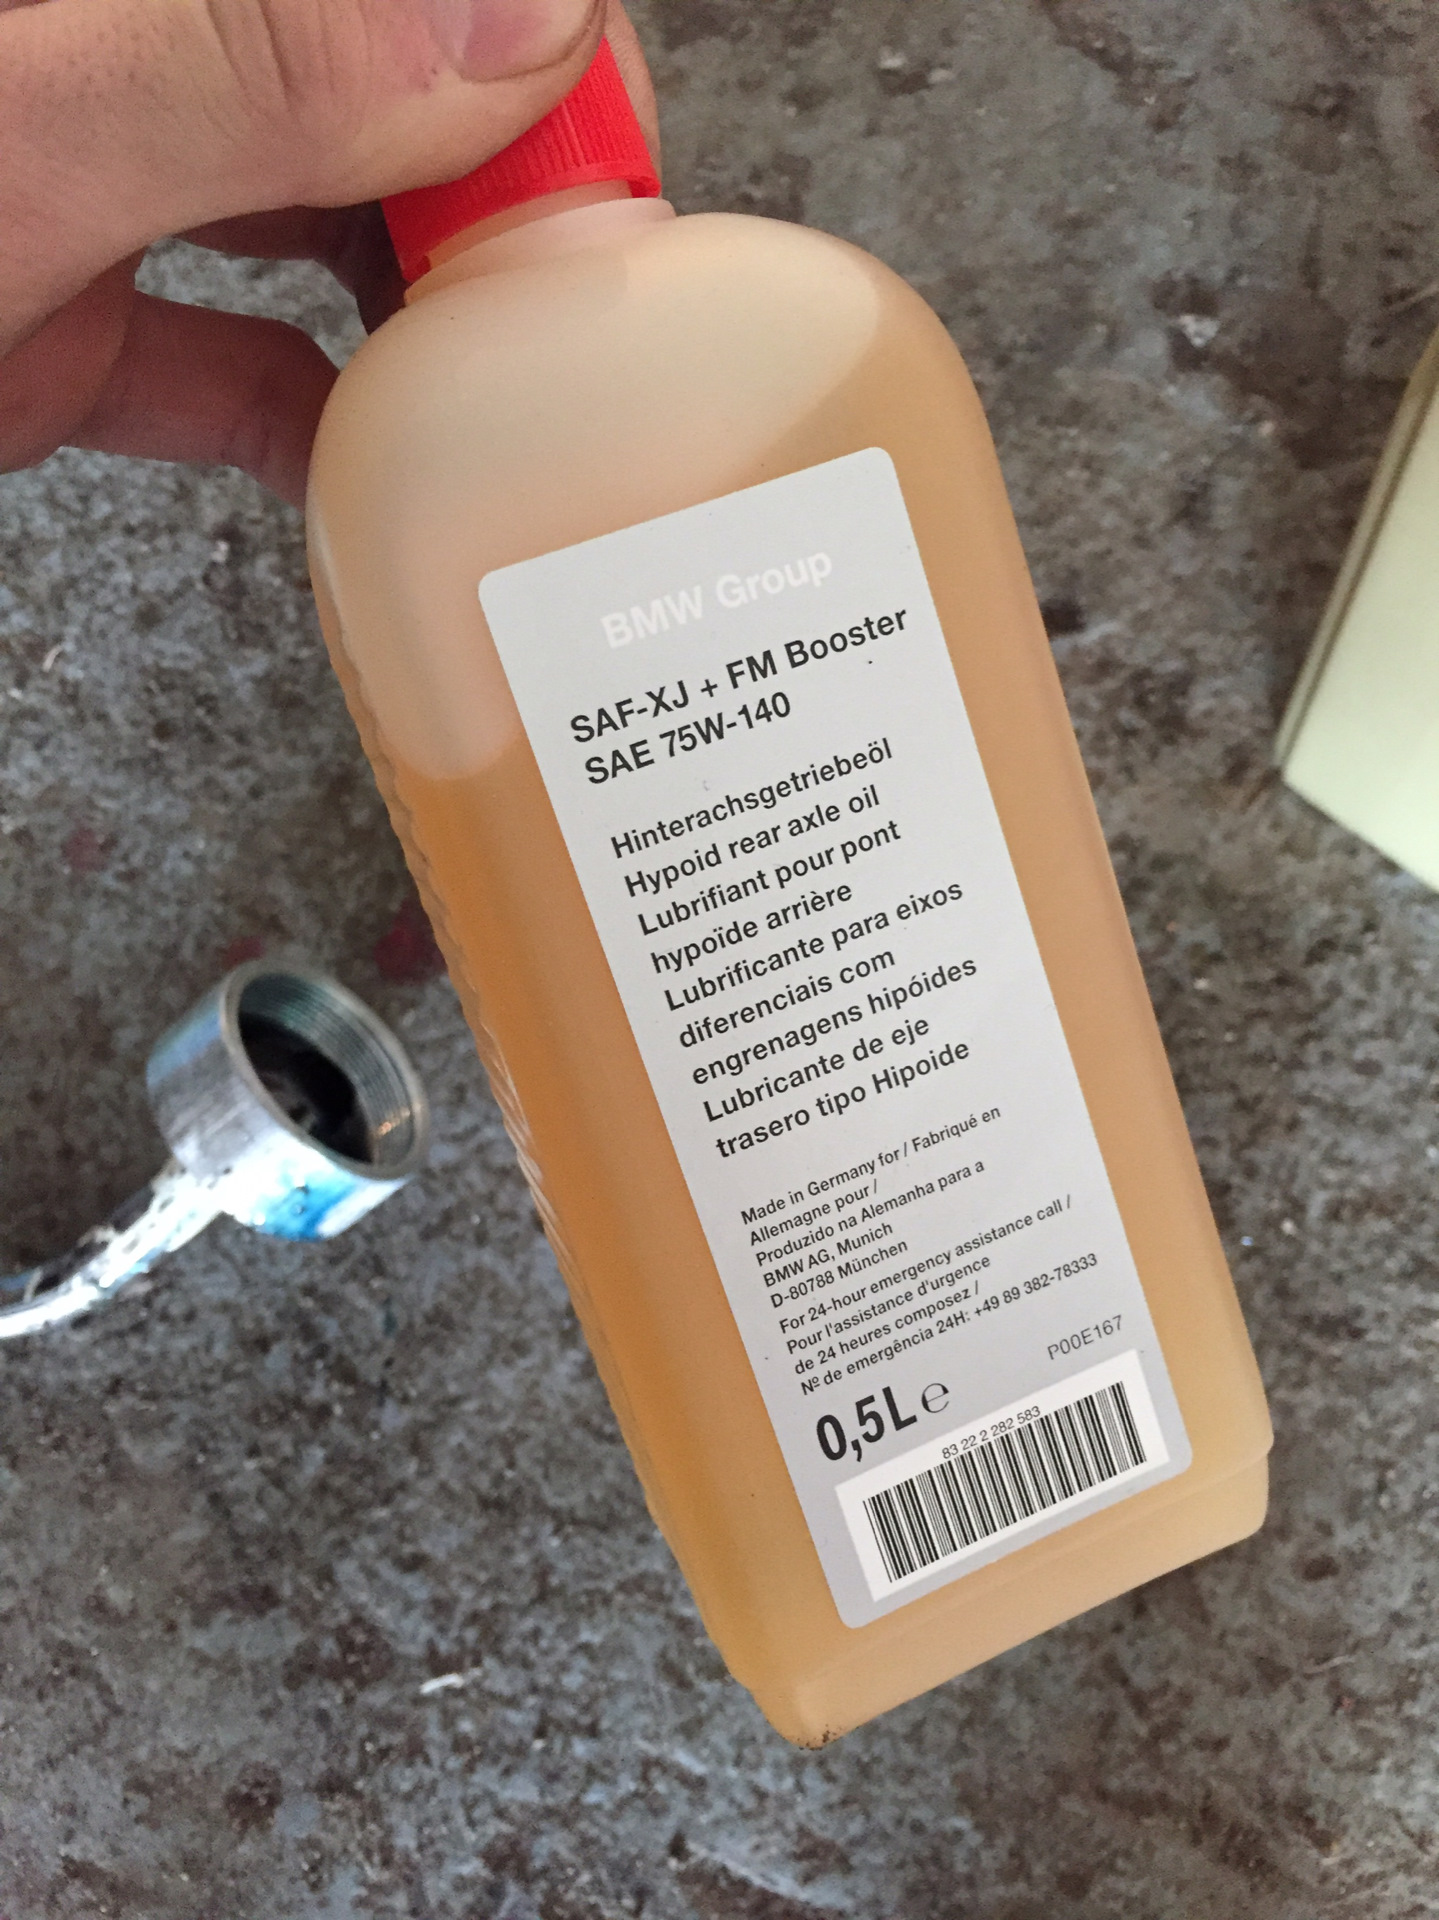 BMW Group
SAF-XJ + FM Booster
SAE 75W-140
Hinterachsgetriebeöl
Hypoid rear axle oil
Lubrifiant pour pont
hypoïde arrière
Lubrificante para eixos
diferenciais com
engrenagens hipóides
Lubricante de eje
trasero tipo Hipoide
Made in Germany for / Fabriqué en
Allemagne pour /
Produzido na Alemanha para a
BMW AG, Munich
D-80788 München
For 24-hour emergency assistance call /
Pour l'assistance d'urgence
de 24 heures composez /
Nº de emergência 24H: +49 89 382-78333
P00E167
0,5L ℮
83 22 2 282 583